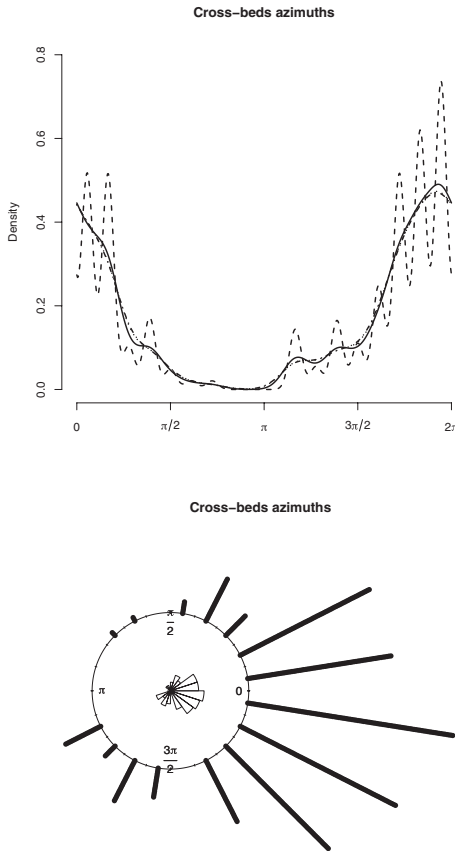 Cross−beds azimuths
0.8
0.6
0.4
0.2
0.0
Density
0 π/2 π 3π/2 2π
Cross−beds azimuths
π/2
π 0
3π/2